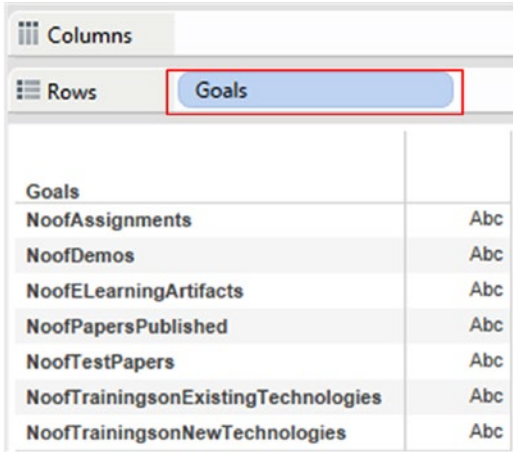 Columns
Rows Goals
Goals
NoofAssignments Abc
NoofDemos Abc
NoofELearningArtifacts Abc
NoofPapersPublished Abc
NoofTestPapers Abc
NoofTrainingsonExistingTechnologies Abc
NoofTrainingsonNewTechnologies Abc